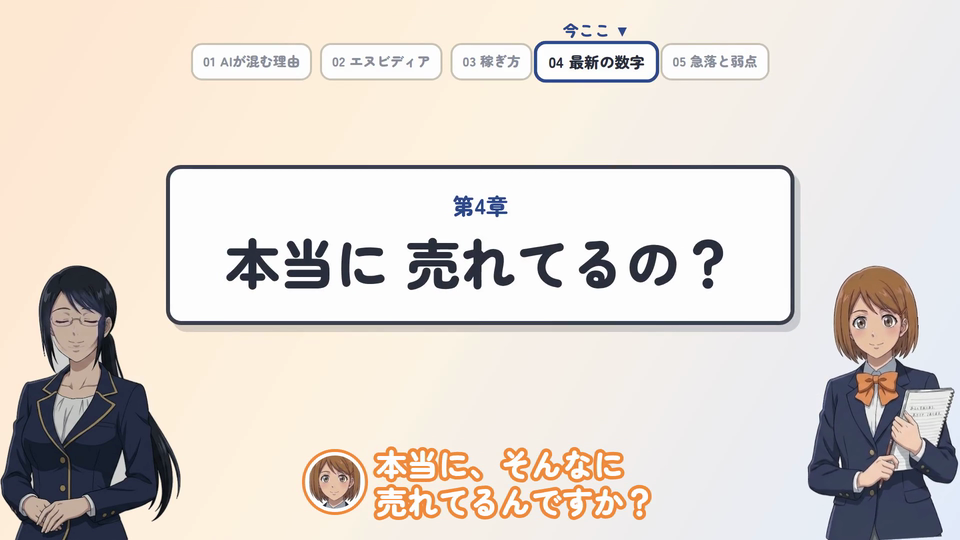 今ここ ▼
01 AIが混む理由
02 エヌビディア
03 稼ぎ方
04 最新の数字
05 急落と弱点
第4章
本当に 売れてるの？
本当に、そんなに
売れてるんですか？